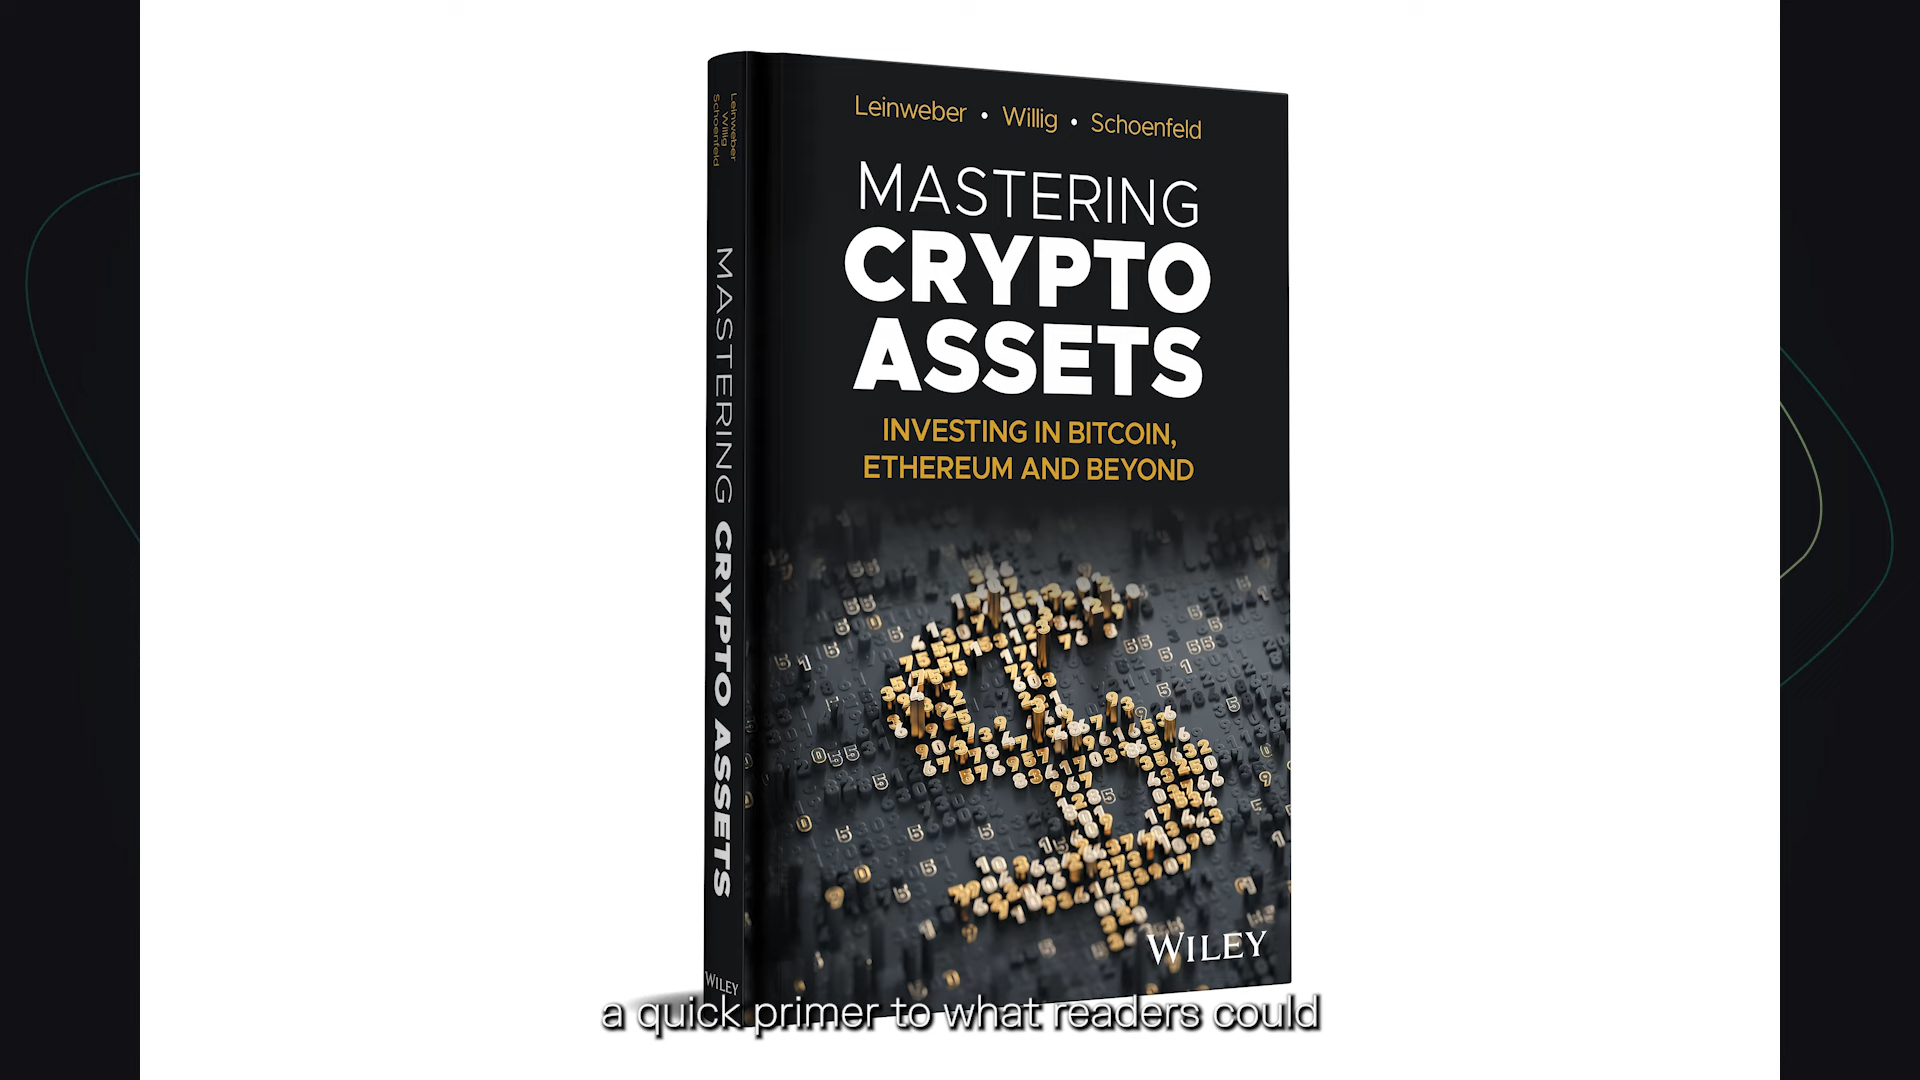 Leinweber • Willig • Schoenfeld
MASTERING
CRYPTO
ASSETS
INVESTING IN BITCOIN,
ETHEREUM AND BEYOND
WILEY
Leinweber
Willig
Schoenfeld
MASTERING CRYPTO ASSETS
WILEY
a quick primer to what readers could